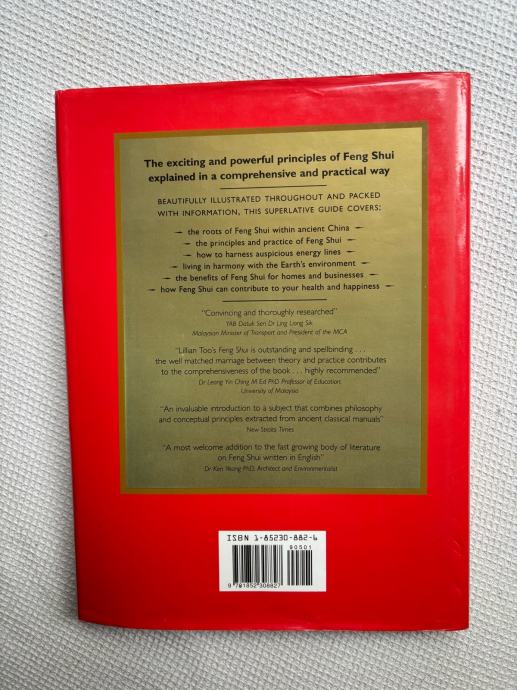 The exciting and powerful principles of Feng Shui
explained in a comprehensive and practical way
BEAUTIFULLY ILLUSTRATED THROUGHOUT AND PACKED
WITH INFORMATION, THIS SUPERLATIVE GUIDE COVERS:
— the roots of Feng Shui within ancient China —
— the principles and practice of Feng Shui —
— how to harness auspicious energy lines —
— living in harmony with the Earth's environment —
— the benefits of Feng Shui for homes and businesses —
— how Feng Shui can contribute to your health and happiness —
"Convincing and thoroughly researched"
YAB Datuk Seri Dr Ling Liong Sik
Malaysian Minister of Transport and President of the MCA
"Lillian Too's Feng Shui is outstanding and spellbinding . . .
the well matched marriage between theory and practice contributes
to the comprehensiveness of the book . . . highly recommended"
Dr Leong Yin Ching M Ed PhD Professor of Education,
University of Malaysia
"An invaluable introduction to a subject that combines philosophy
and conceptual principles extracted from ancient classical manuals"
New Straits Times
"A most welcome addition to the fast growing body of literature
on Feng Shui written in English"
Dr Ken Yeang PhD, Architect and Environmentalist
ISBN 1-85230-882-6
90501
9 781852 308827